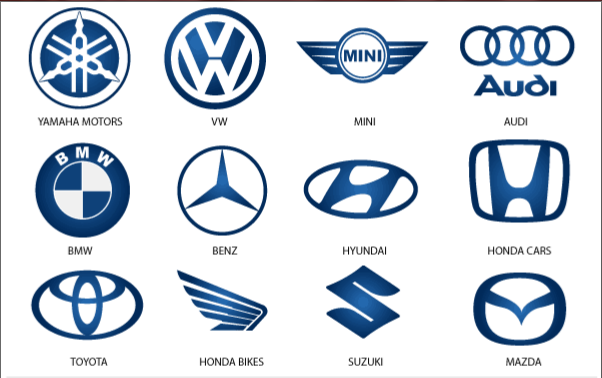 MINI
Audi
YAMAHA MOTORS
VW
MINI
AUDI
BMW
BMW
BENZ
HYUNDAI
HONDA CARS
TOYOTA
HONDA BIKES
SUZUKI
MAZDA